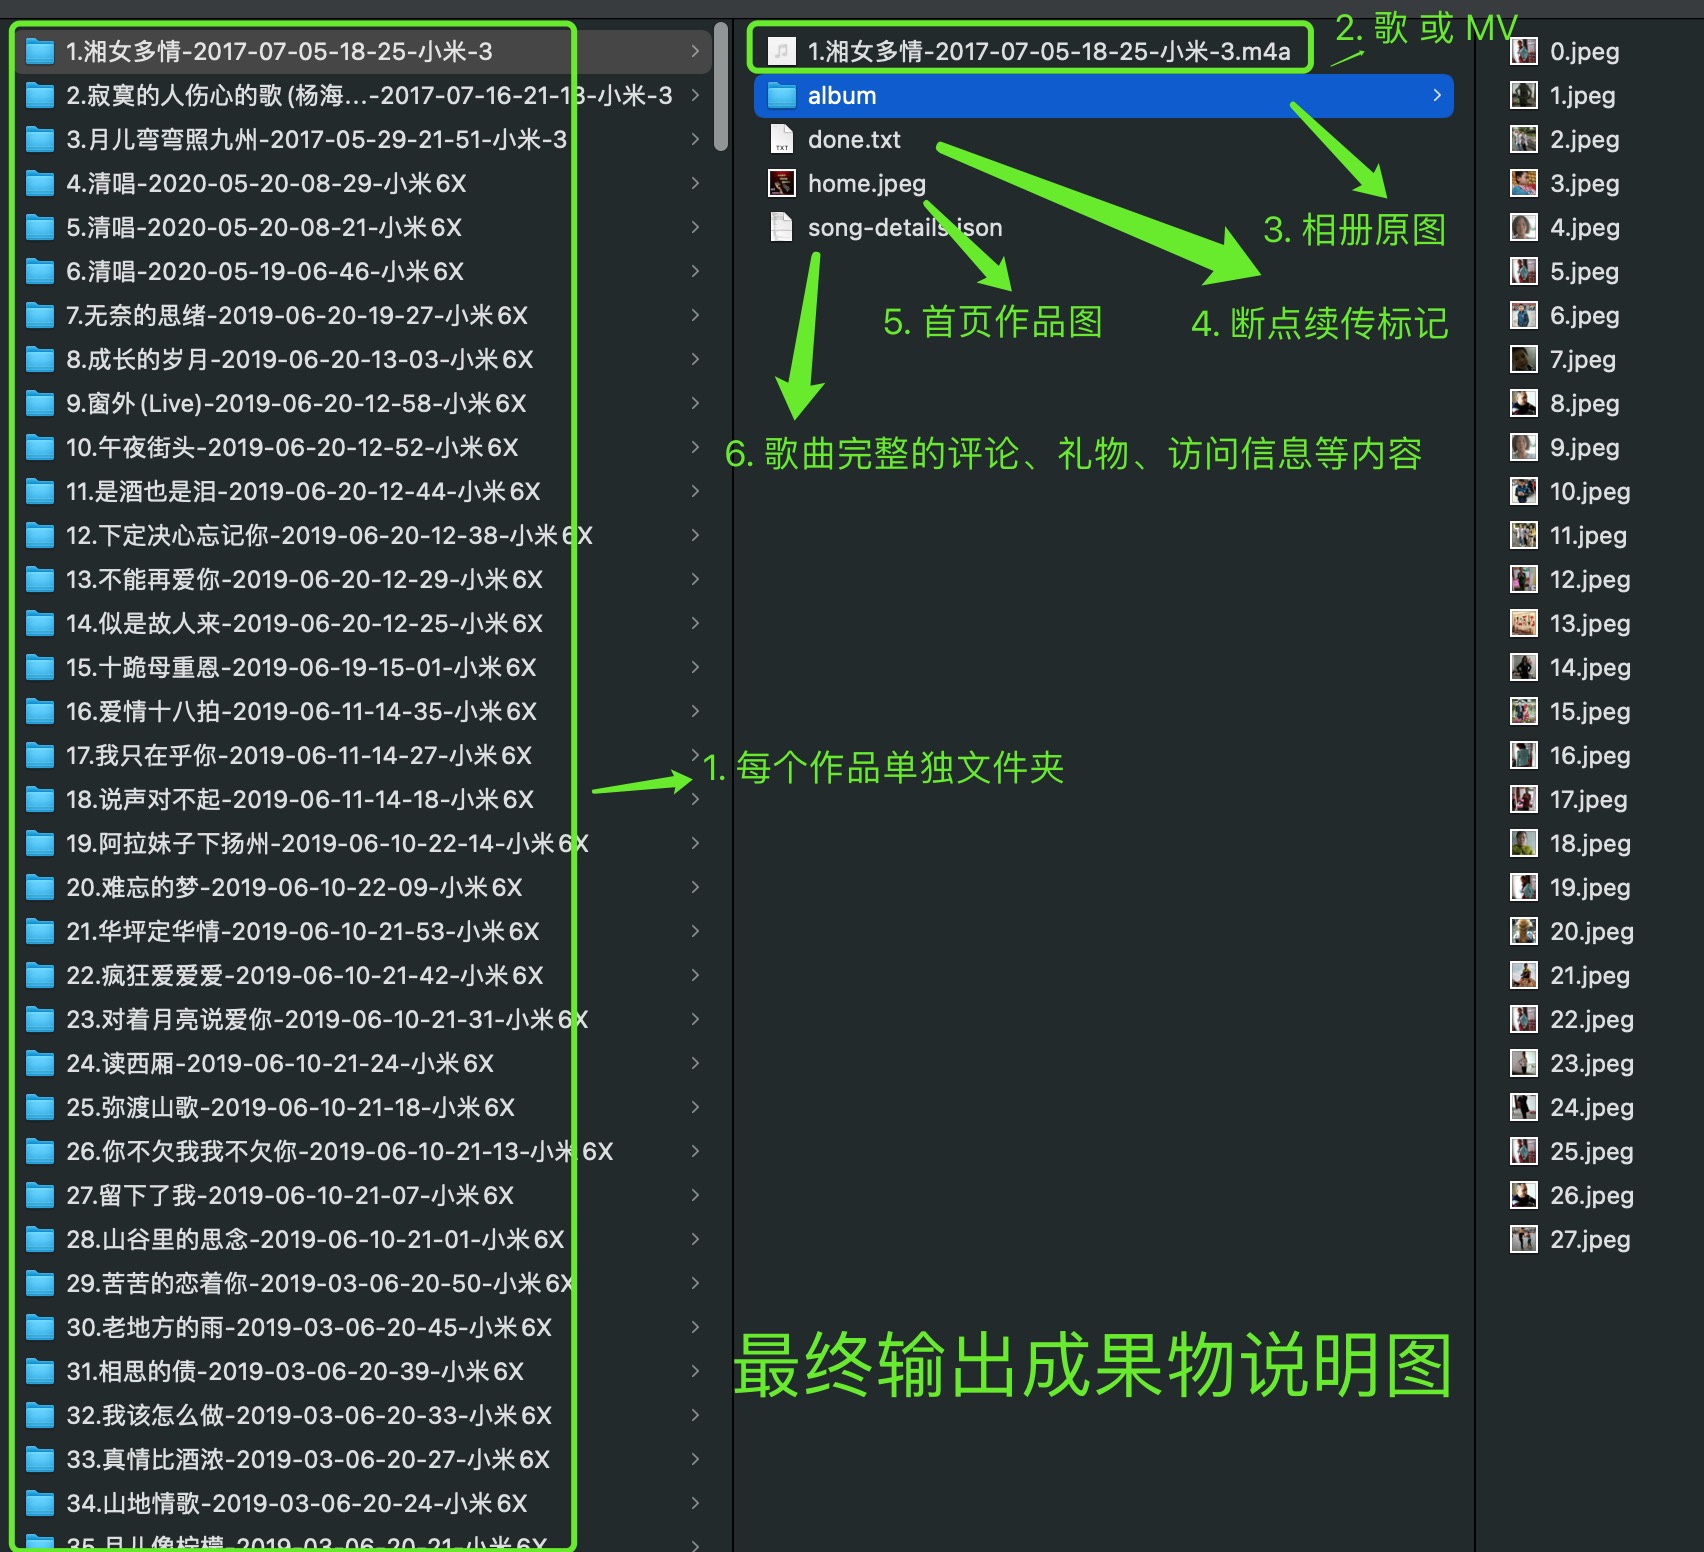 1.湘女多情-2017-07-05-18-25-小米-3
2.寂寞的人伤心的歌(杨海...-2017-07-16-21-13-小米-3
3.月儿弯弯照九州-2017-05-29-21-51-小米-3
4.清唱-2020-05-20-08-29-小米6X
5.清唱-2020-05-20-08-21-小米6X
6.清唱-2020-05-19-06-46-小米6X
7.无奈的思绪-2019-06-20-19-27-小米6X
8.成长的岁月-2019-06-20-13-03-小米6X
9.窗外(Live)-2019-06-20-12-58-小米6X
10.午夜街头-2019-06-20-12-52-小米6X
11.是酒也是泪-2019-06-20-12-44-小米6X
12.下定决心忘记你-2019-06-20-12-38-小米6X
13.不能再爱你-2019-06-20-12-29-小米6X
14.似是故人来-2019-06-20-12-25-小米6X
15.十跪母重恩-2019-06-19-15-01-小米6X
16.爱情十八拍-2019-06-11-14-35-小米6X
17.我只在乎你-2019-06-11-14-27-小米6X
18.说声对不起-2019-06-11-14-18-小米6X
19.阿拉妹子下扬州-2019-06-10-22-14-小米6X
20.难忘的梦-2019-06-10-22-09-小米6X
21.华坪定华情-2019-06-10-21-53-小米6X
22.疯狂爱爱爱-2019-06-10-21-42-小米6X
23.对着月亮说爱你-2019-06-10-21-31-小米6X
24.读西厢-2019-06-10-21-24-小米6X
25.弥渡山歌-2019-06-10-21-18-小米6X
26.你不欠我我不欠你-2019-06-10-21-13-小米6X
27.留下了我-2019-06-10-21-07-小米6X
28.山谷里的思念-2019-06-10-21-01-小米6X
29.苦苦的恋着你-2019-03-06-20-50-小米6X
30.老地方的雨-2019-03-06-20-45-小米6X
31.相思的债-2019-03-06-20-39-小米6X
32.我该怎么做-2019-03-06-20-33-小米6X
33.真情比酒浓-2019-03-06-20-27-小米6X
34.山地情歌-2019-03-06-20-24-小米6X
35.月儿像柠檬-2019-03-06-20-21-小米6X
1. 每个作品单独文件夹
1.湘女多情-2017-07-05-18-25-小米-3.m4a
album
done.txt
home.jpeg
song-details.json
2. 歌 或 MV
3. 相册原图
4. 断点续传标记
5. 首页作品图
6. 歌曲完整的评论、礼物、访问信息等内容
最终输出成果物说明图
0.jpeg
1.jpeg
2.jpeg
3.jpeg
4.jpeg
5.jpeg
6.jpeg
7.jpeg
8.jpeg
9.jpeg
10.jpeg
11.jpeg
12.jpeg
13.jpeg
14.jpeg
15.jpeg
16.jpeg
17.jpeg
18.jpeg
19.jpeg
20.jpeg
21.jpeg
22.jpeg
23.jpeg
24.jpeg
25.jpeg
26.jpeg
27.jpeg